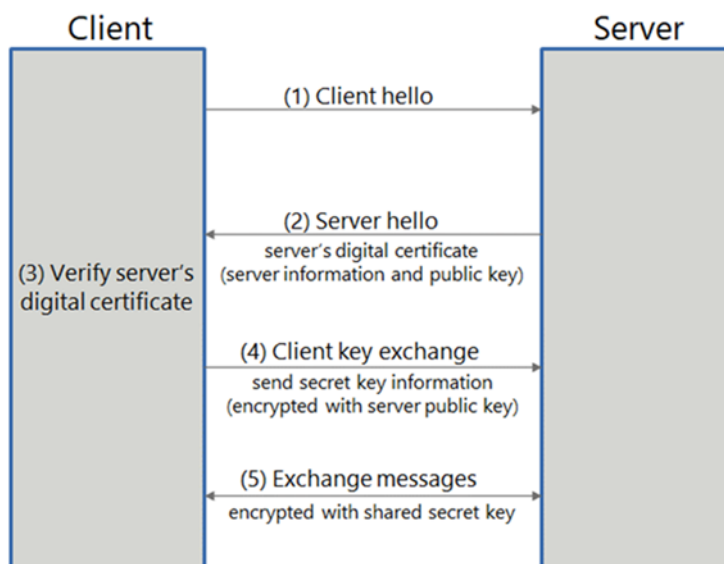 Client
Server
(1) Client hello
(2) Server hello
server's digital certificate
(server information and public key)
(3) Verify server's
digital certificate
(4) Client key exchange
send secret key information
(encrypted with server public key)
(5) Exchange messages
encrypted with shared secret key